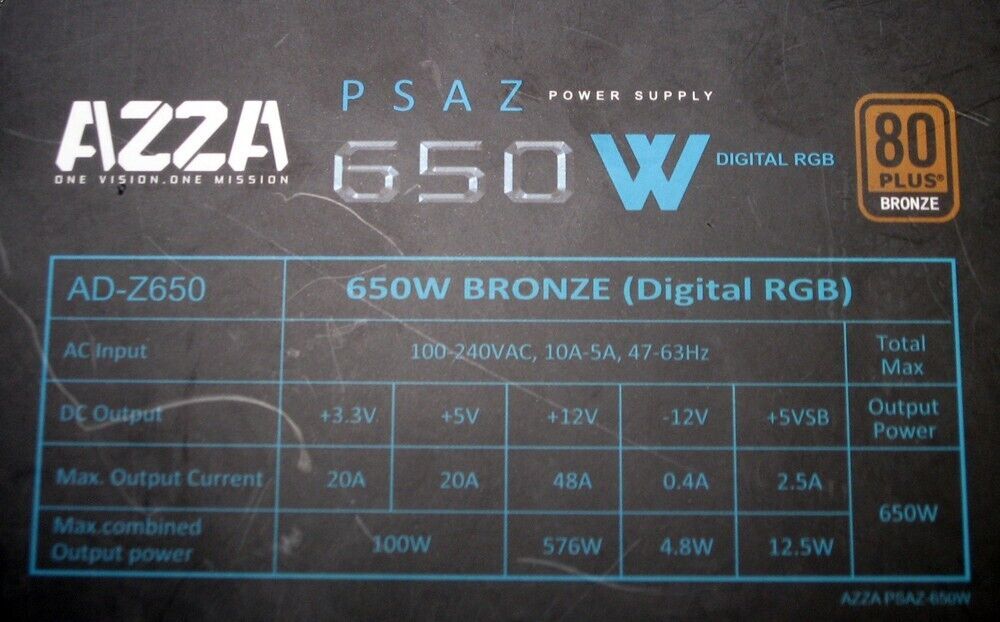 AZZA
ONE VISION.ONE MISSION
PSAZ POWER SUPPLY
650W DIGITAL RGB
80
PLUS®
BRONZE
AD-Z650 650W BRONZE (Digital RGB)
AC Input 100-240VAC, 10A-5A, 47-63Hz Total Max
DC Output +3.3V +5V +12V -12V +5VSB Output Power
Max. Output Current 20A 20A 48A 0.4A 2.5A 650W
Max.combined
Output power 100W 576W 4.8W 12.5W
AZZA PSAZ-650W